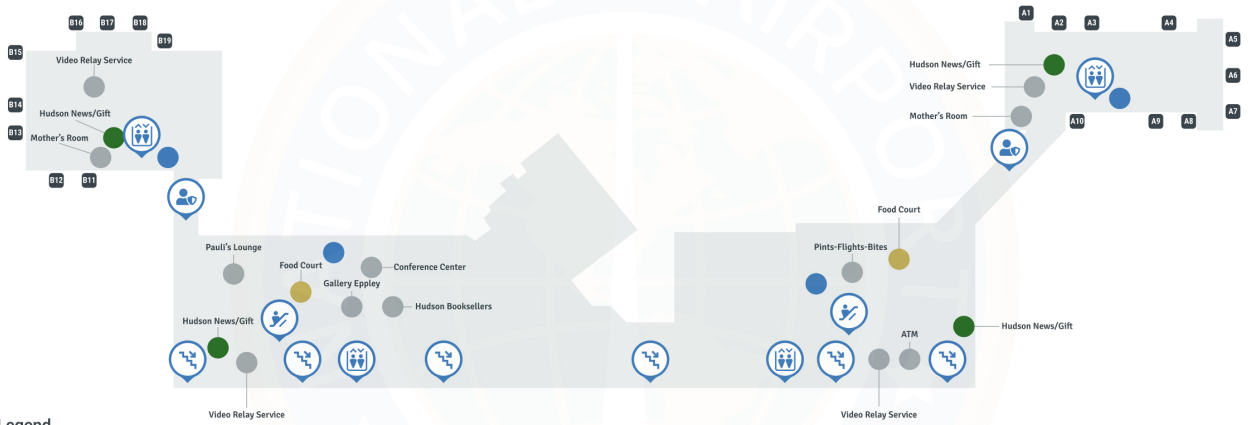 B16
B17
B18
B19
B15
Video Relay Service
B14
Hudson News/Gift
B13
Mother's Room
B12
B11
A1
A2
A3
A4
A5
Hudson News/Gift
A6
Video Relay Service
A7
Mother's Room
A10
A9
A8
Pauli's Lounge
Food Court
Conference Center
Gallery Eppley
Hudson Booksellers
Hudson News/Gift
Video Relay Service
Food Court
Pints-Flights-Bites
Hudson News/Gift
ATM
Video Relay Service
Legend